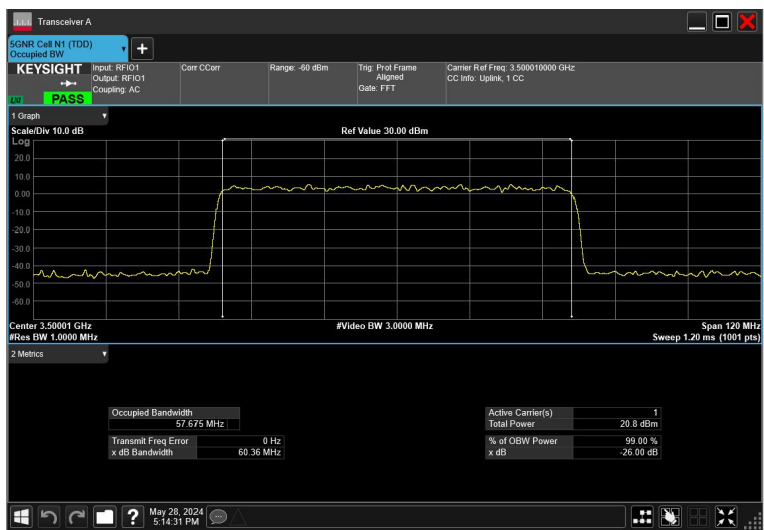 Transceiver A
5GNR Cell N1 (TDD)
Occupied BW
KEYSIGHT
LXI
PASS
Input: RFIO1
Output: RFIO1
Coupling: AC
Corr CCorr
Range: -60 dBm
Trig: Prot Frame
Aligned
Gate: FFT
Carrier Ref Freq: 3.500010000 GHz
CC Info: Uplink, 1 CC
1 Graph
Scale/Div 10.0 dB
Ref Value 30.00 dBm
Log
20.0
10.0
0.00
-10.0
-20.0
-30.0
-40.0
-50.0
-60.0
Center 3.50001 GHz
#Video BW 3.0000 MHz
Span 120 MHz
#Res BW 1.0000 MHz
Sweep 1.20 ms (1001 pts)
2 Metrics
Occupied Bandwidth
57.675 MHz
Active Carrier(s) 1
Total Power 20.8 dBm
Transmit Freq Error 0 Hz
x dB Bandwidth 60.36 MHz
% of OBW Power 99.00 %
x dB -26.00 dB
?
May 28, 2024
5:14:31 PM